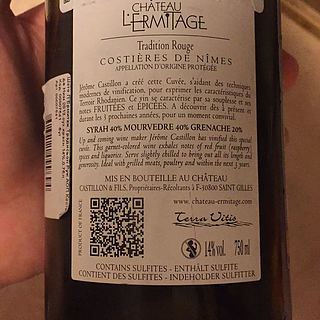 CHÂTEAU
L'ERMITAGE
Tradition Rouge
COSTIÈRES DE NÎMES
APPELLATION D'ORIGINE PROTÉGÉE
Jérôme Castillon a créé cette Cuvée, s'aidant des techniques
modernes de vinification, pour exprimer les caractéristiques du
Terroir Rhodanien. Ce vin se caractérise par sa souplesse et ses
notes FRUITÉES et ÉPICÉES. A découvrir dès à présent et
durant les 3 prochaines années, pour un moment convivial.
SYRAH 40% MOURVEDRE 40% GRENACHE 20%
Up and coming wine maker Jérôme Castillon has vinified this special
cuvée. This garnet-colored wine exhales notes of red fruit (raspberry)
spices and liquorice. Serve slightly chilled to bring out all its length and
generosity. Ideal with grilled meats, poultry and within the next 3 years.
MIS EN BOUTEILLE AU CHÂTEAU
CASTILLON & FILS, Propriétaires-Récoltants à F-30800 SAINT GILLES
PRODUCT OF FRANCE
www.chateau-ermitage.com
Terra Vitis
14% vol. 750 ml
CONTAINS SULFITES - ENTHÄLT SULFITE
CONTIENT DES SULFITES - INDEHOLDER SULFITTER